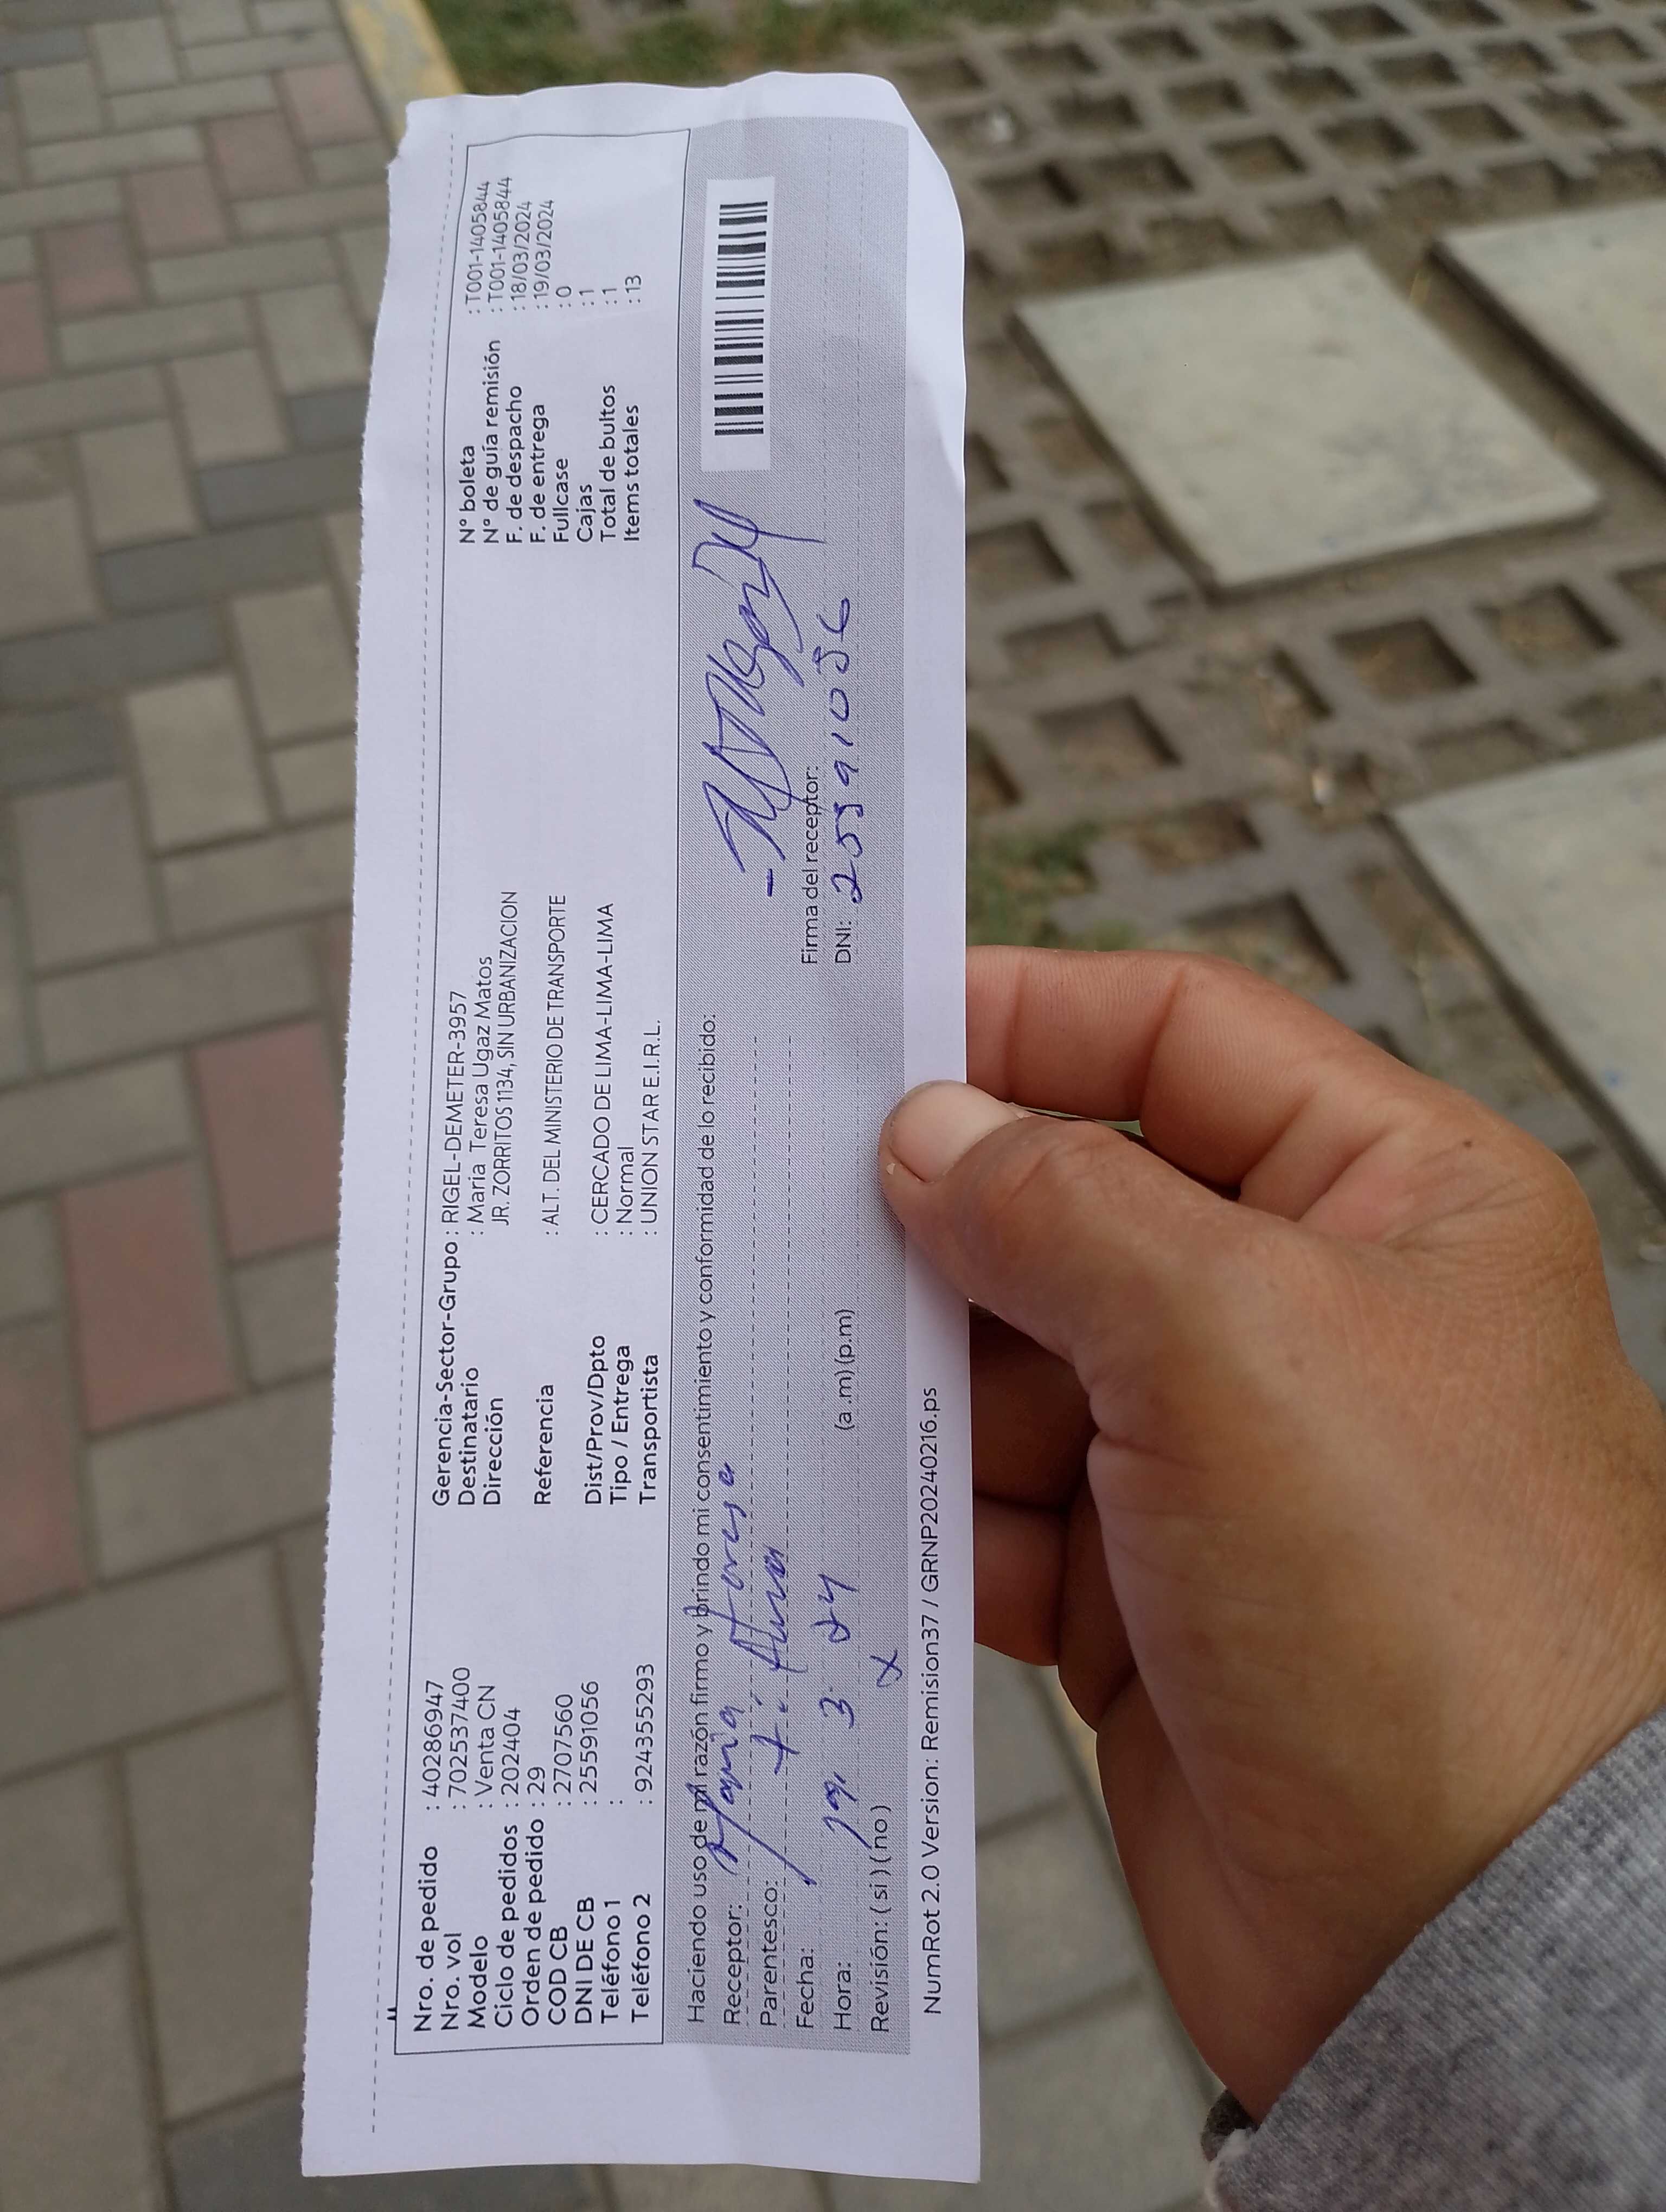 Nro. de pedido : 40286947
Nro. vol : 7022537400
Modelo : Venta CN
Ciclo de pedidos : 202404
Orden de pedido : 29
COD CB : 2707560
DNI DE CB : 25591056
Teléfono 1 :
Teléfono 2 : 924355293
Gerencia-Sector-Grupo : RIGEL-DEMETER-3957
Destinatario : Maria Teresa Ugaz Matos
Dirección JR. ZORRITOS 1134, SIN URBANIZACION
Referencia : ALT. DEL MINISTERIO DE TRANSPORTE
Dist/Prov/Dpto : CERCADO DE LIMA-LIMA-LIMA
Tipo / Entrega : Normal
Transportista : UNION STAR E.I.R.L.
N° boleta : T001-1405844
N° de guía remisión : T001-1405844
F. de despacho : 18/03/2024
F. de entrega : 19/03/2024
Fullcase : 0
Cajas : 1
Total de bultos : 1
Items totales : 13
Haciendo uso de mi razón firmo y brindo mi consentimiento y conformidad de lo recibido:
Receptor: Maria Teresa
Parentesco:
Fecha: 19 3 24
Hora: (a .m) (p.m)
Revisión: ( si ) ( no ) X
Firma del receptor:
DNI: 25591056
NumRot 2.0 Version: Remision37 / GRNP20240216.ps